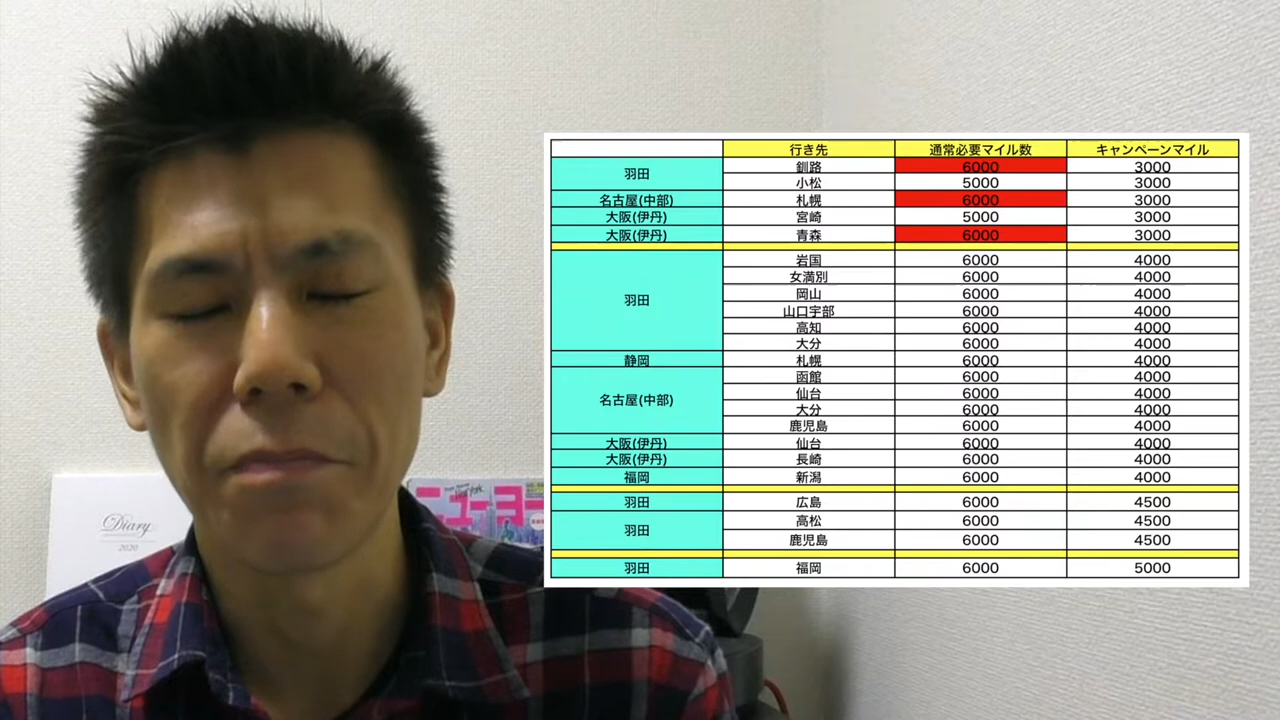 行き先 通常必要マイル数 キャンペーンマイル
羽田 釧路 6000 3000
小松 5000 3000
名古屋(中部) 札幌 6000 3000
大阪(伊丹) 宮崎 5000 3000
大阪(伊丹) 青森 6000 3000
羽田 岩国 6000 4000
女満別 6000 4000
岡山 6000 4000
山口宇部 6000 4000
高知 6000 4000
大分 6000 4000
静岡 札幌 6000 4000
名古屋(中部) 函館 6000 4000
仙台 6000 4000
大分 6000 4000
鹿児島 6000 4000
大阪(伊丹) 仙台 6000 4000
大阪(伊丹) 長崎 6000 4000
福岡 新潟 6000 4000
羽田 広島 6000 4500
羽田 高松 6000 4500
鹿児島 6000 4500
羽田 福岡 6000 5000
Diary
2020
ニューヨー